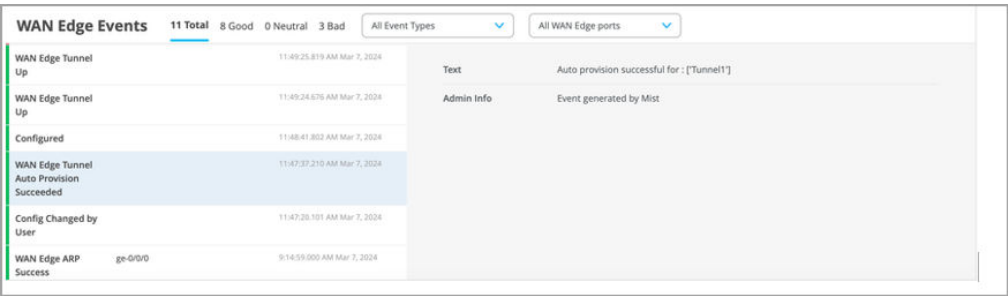 WAN Edge Events 11 Total 8 Good 0 Neutral 3 Bad All Event Types All WAN Edge ports
WAN Edge Tunnel 11:49:25.819 AM Mar 7, 2024
Up
WAN Edge Tunnel 11:49:24.676 AM Mar 7, 2024
Up
Configured 11:48:41.802 AM Mar 7, 2024
WAN Edge Tunnel 11:47:37.210 AM Mar 7, 2024
Auto Provision
Succeeded
Config Changed by 11:47:20.101 AM Mar 7, 2024
User
WAN Edge ARP ge-0/0/0 9:14:59.000 AM Mar 7, 2024
Success
Text Auto provision successful for : ['Tunnel1']
Admin Info Event generated by Mist